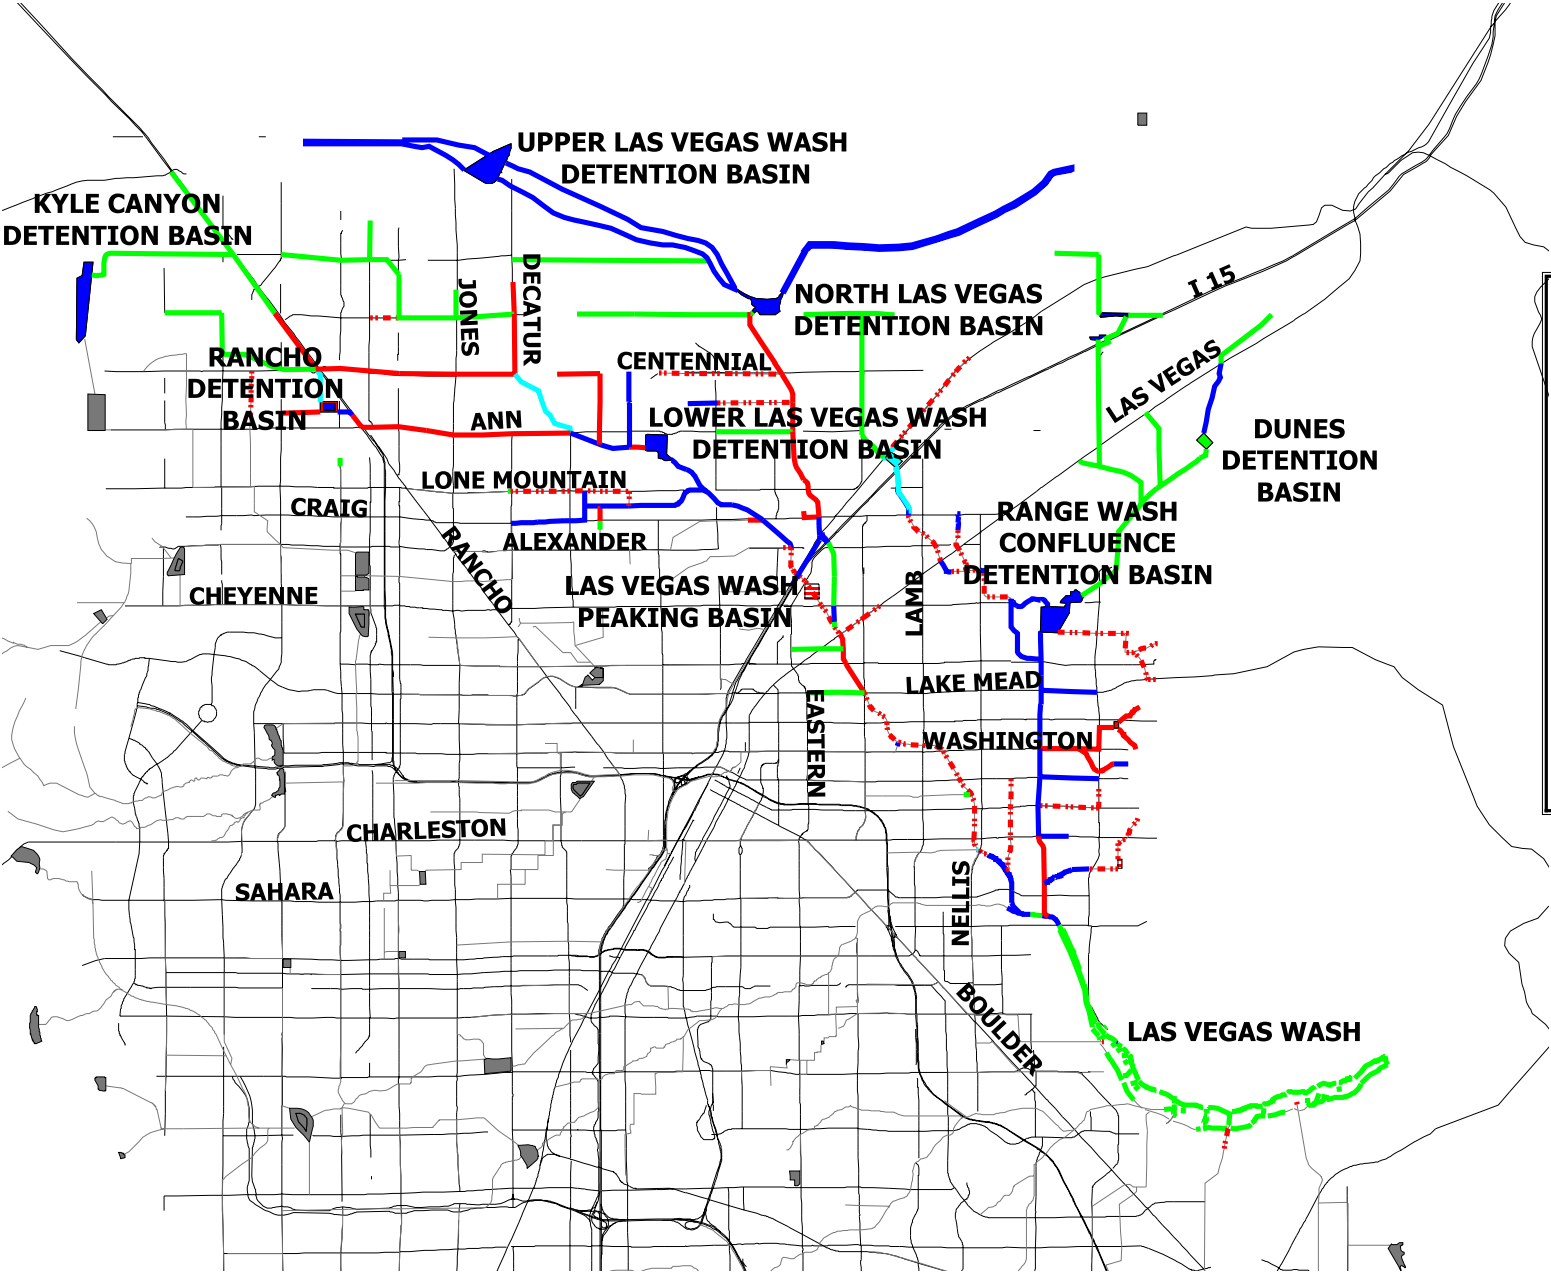 UPPER LAS VEGAS WASH
DETENTION BASIN
KYLE CANYON
DETENTION BASIN
DECATUR
JONES
I 15
NORTH LAS VEGAS
DETENTION BASIN
RANCHO
DETENTION
BASIN
CENTENNIAL
LAS VEGAS
ANN
LOWER LAS VEGAS WASH
DETENTION BASIN
DUNES
DETENTION
BASIN
LONE MOUNTAIN
CRAIG
RANGE WASH
CONFLUENCE
DETENTION BASIN
ALEXANDER
RANCHO
CHEYENNE
LAS VEGAS WASH
PEAKING BASIN
LAMB
LAKE MEAD
EASTERN
WASHINGTON
CHARLESTON
SAHARA
NELLIS
BOULDER
LAS VEGAS WASH